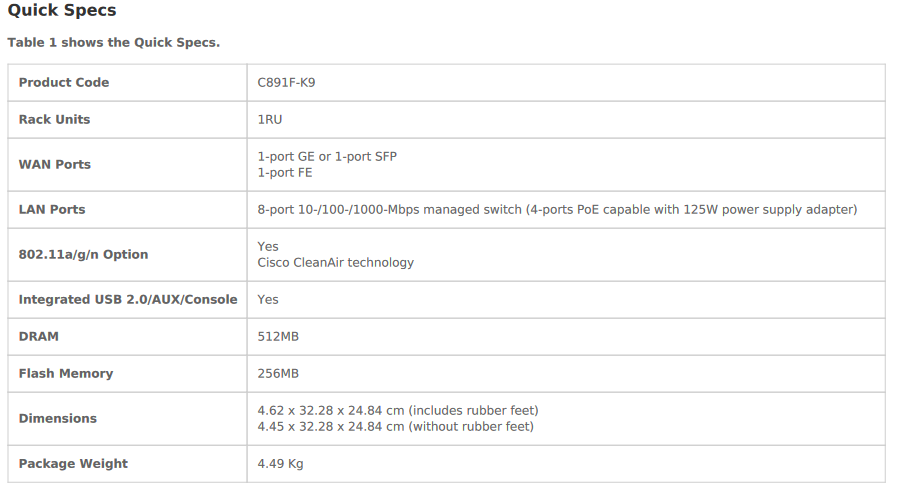 Quick Specs
Table 1 shows the Quick Specs.
Product Code C891F-K9
Rack Units 1RU
WAN Ports 1-port GE or 1-port SFP
1-port FE
LAN Ports 8-port 10-/100-/1000-Mbps managed switch (4-ports PoE capable with 125W power supply adapter)
802.11a/g/n Option Yes
Cisco CleanAir technology
Integrated USB 2.0/AUX/Console Yes
DRAM 512MB
Flash Memory 256MB
Dimensions 4.62 x 32.28 x 24.84 cm (includes rubber feet)
4.45 x 32.28 x 24.84 cm (without rubber feet)
Package Weight 4.49 Kg